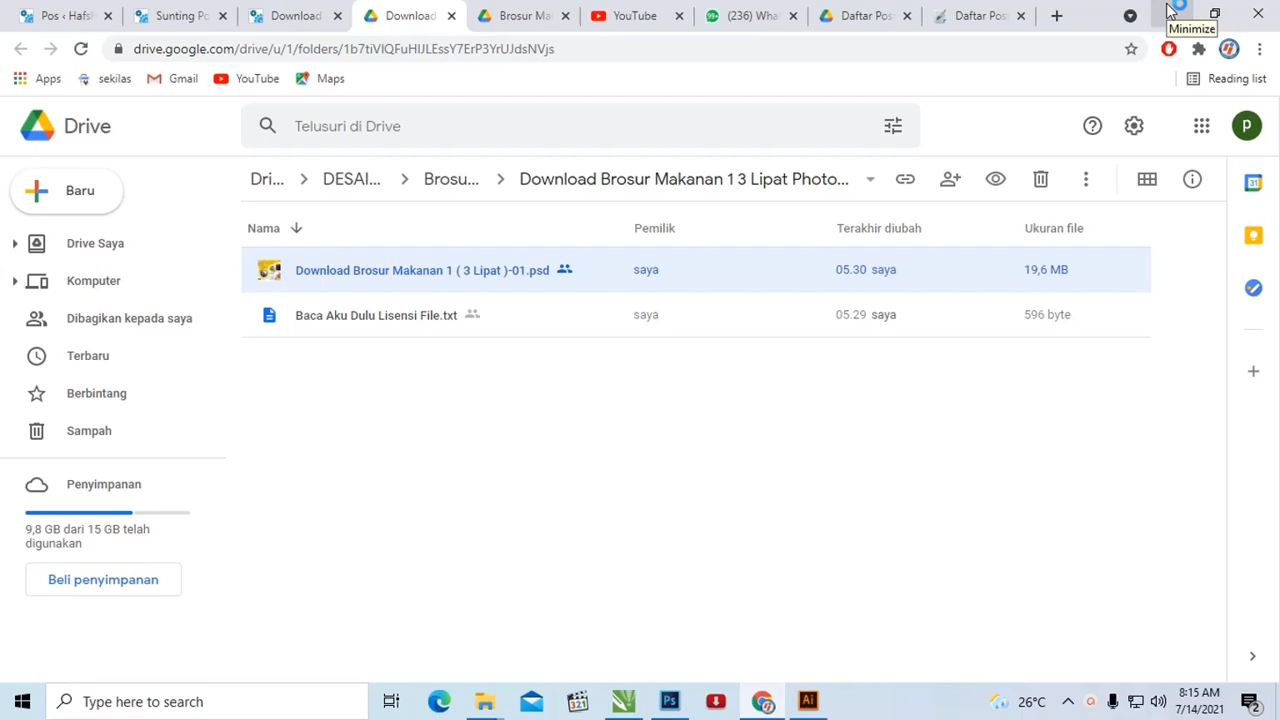 Pos < Hafs
Sunting Po
Download
Download
Brosur Ma
YouTube
(236) Wha
Daftar Pos
Daftar Pos
Minimize
drive.google.com/drive/u/1/folders/1b7tiVIQFuHIJLEssY7ErP3YrUJdsNVjs
Apps
sekilas
Gmail
YouTube
Maps
Reading list
Drive
Telusuri di Drive
p
Baru
Dri...
DESAI...
Brosu...
Download Brosur Makanan 1 3 Lipat Photo...
Nama
Pemilik
Terakhir diubah
Ukuran file
Drive Saya
Download Brosur Makanan 1 ( 3 Lipat )-01.psd
saya
05.30 saya
19,6 MB
Komputer
Baca Aku Dulu Lisensi File.txt
saya
05.29 saya
596 byte
Dibagikan kepada saya
Terbaru
Berbintang
Sampah
Penyimpanan
9,8 GB dari 15 GB telah
digunakan
Beli penyimpanan
Type here to search
26°C
8:15 AM
7/14/2021